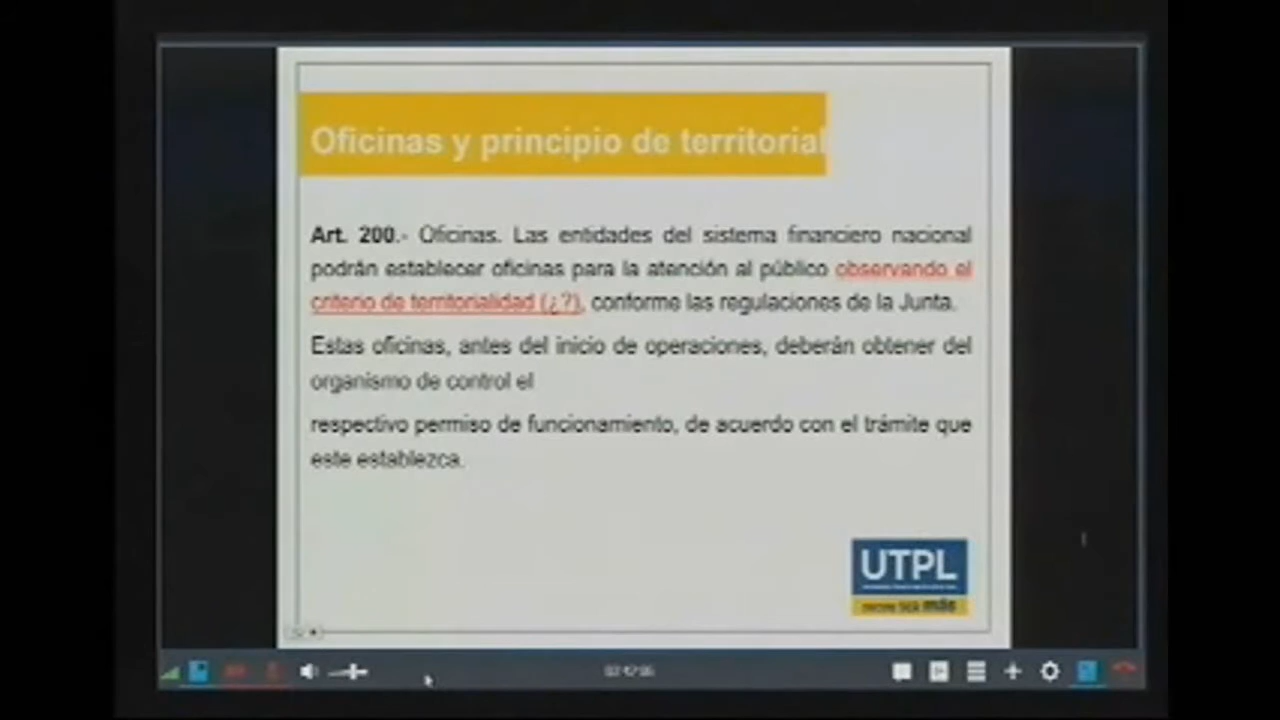 Oficinas y principio de territorial
Art. 200.- Oficinas. Las entidades del sistema financiero nacional
podrán establecer oficinas para la atención al público observando el
criterio de territorialidad (¿?), conforme las regulaciones de la Junta.
Estas oficinas, antes del inicio de operaciones, deberán obtener del
organismo de control el
respectivo permiso de funcionamiento, de acuerdo con el trámite que
este establezca.
UTPL
más